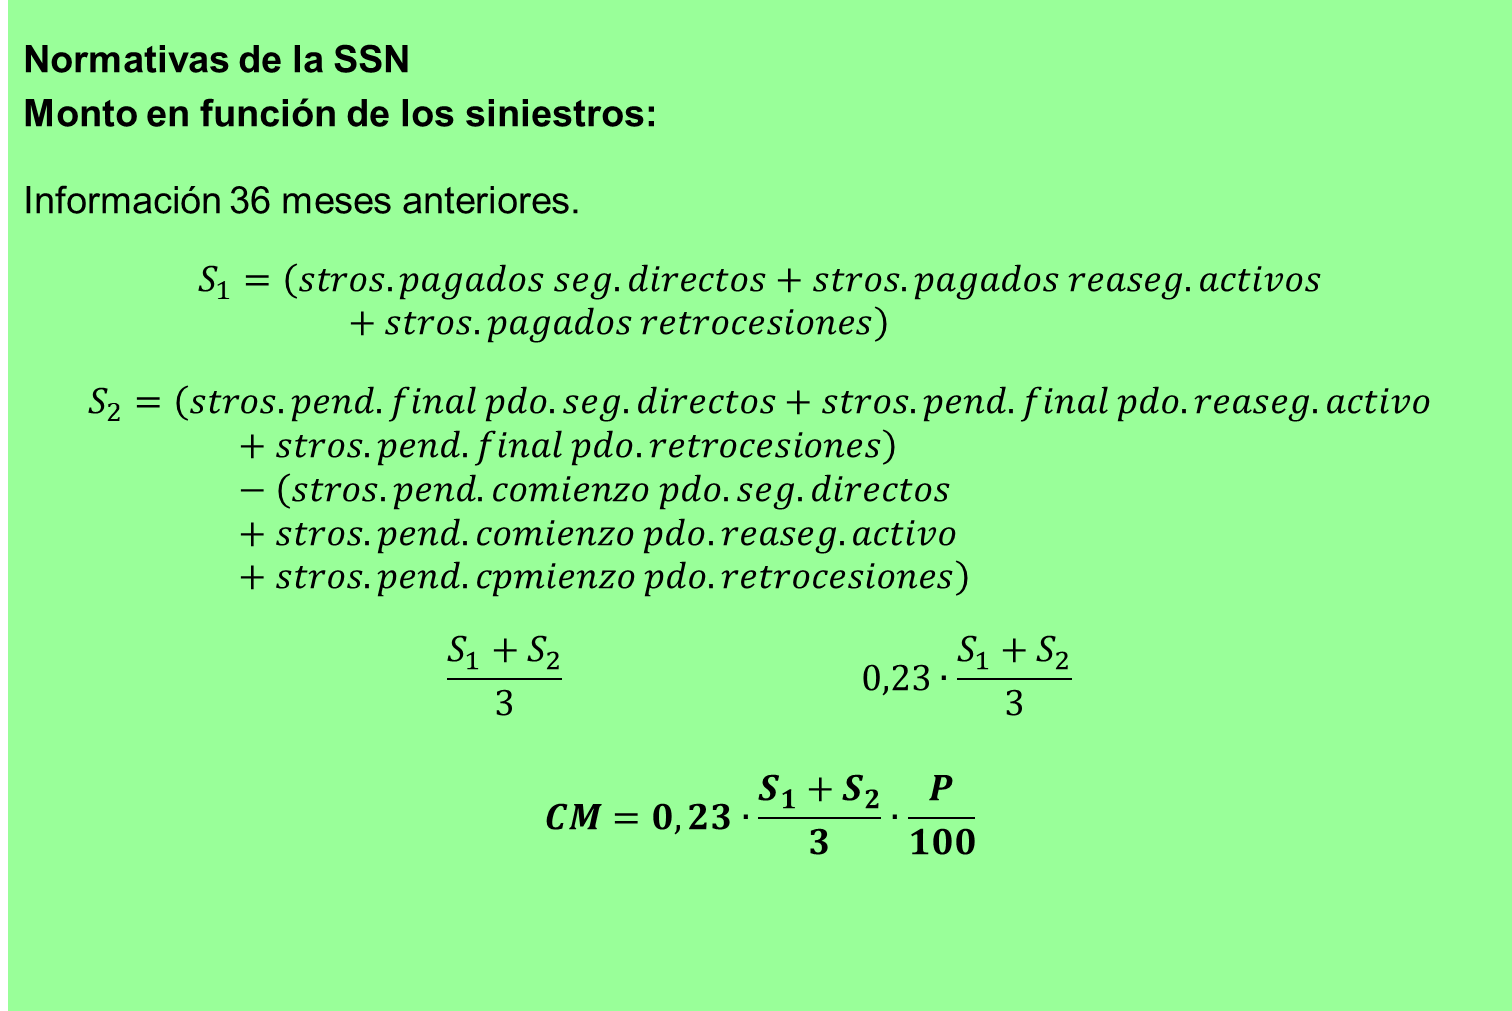 Normativas de la SSN
Monto en función de los siniestros:
Información 36 meses anteriores.
S₁ = (stros.pagados seg.directos + stros.pagados reaseg.activos
+ stros.pagados retrocesiones)
S₂ = (stros.pend.final pdo.seg.directos + stros.pend.final pdo.reaseg.activo
+ stros.pend.final pdo.retrocesiones)
− (stros.pend.comienzo pdo.seg.directos
+ stros.pend.comienzo pdo.reaseg.activo
+ stros.pend.cpmienzo pdo.retrocesiones)
(S₁ + S₂)/3    0,23 · (S₁ + S₂)/3
CM = 0,23 · (S₁ + S₂)/3 · P/100